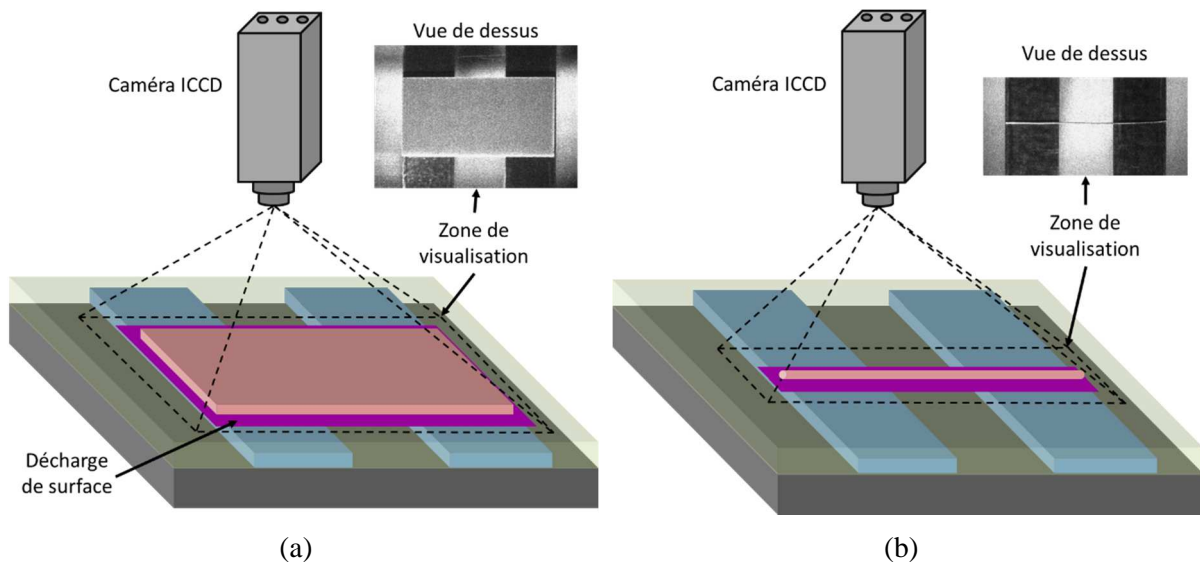 Vue de dessus
Caméra ICCD
Zone de
visualisation
Décharge
de surface
(a)
Vue de dessus
Caméra ICCD
Zone de
visualisation
(b)